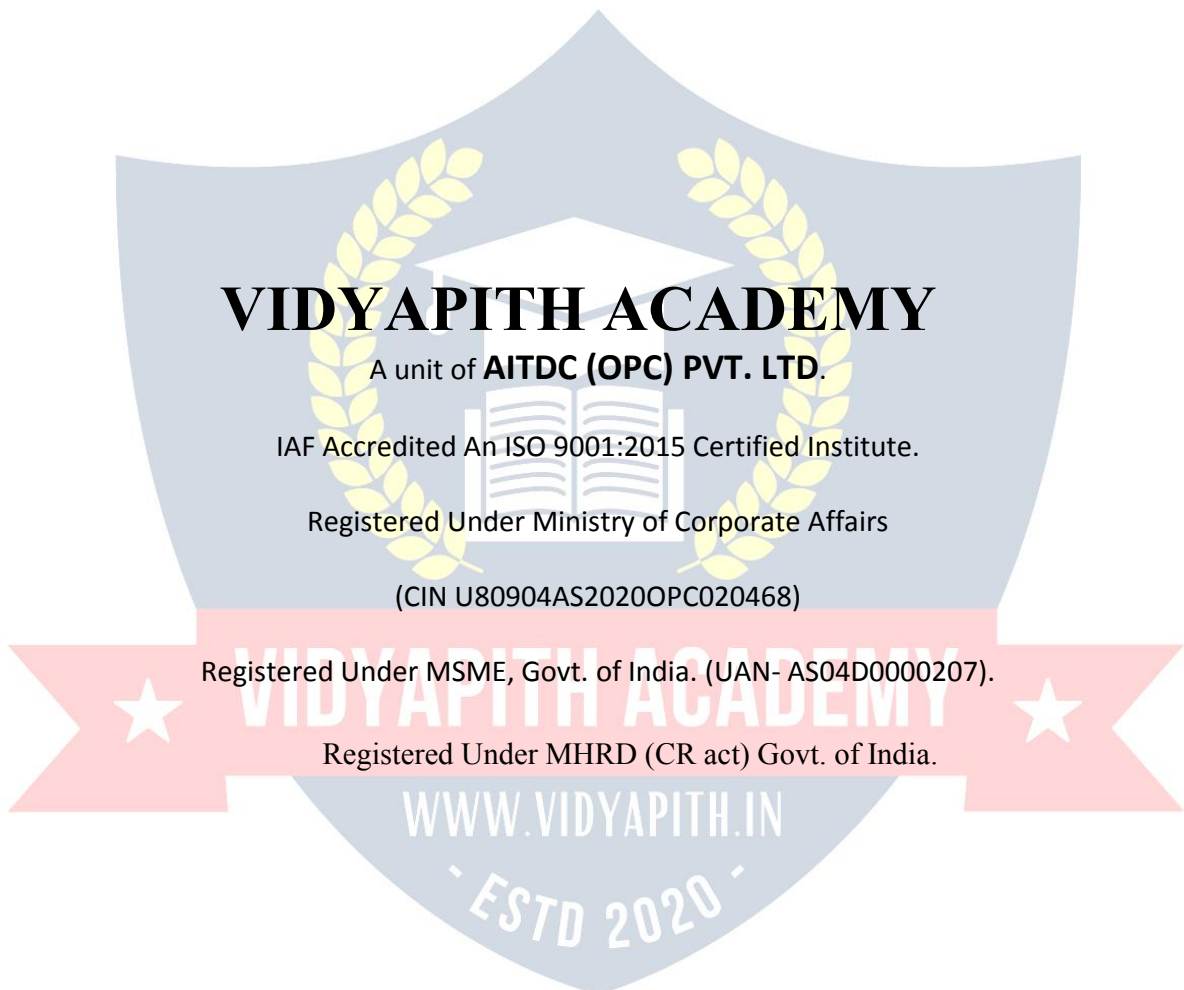 VIDYAPITH ACADEMY
A unit of AITDC (OPC) PVT. LTD.
IAF Accredited An ISO 9001:2015 Certified Institute.
Registered Under Ministry of Corporate Affairs
(CIN U80904AS2020OPC020468)
Registered Under MSME, Govt. of India. (UAN- AS04D0000207).
VIDYAPITH ACADEMY
Registered Under MHRD (CR act) Govt. of India.
WWW.VIDYAPITH.IN
- ESTD 2020 -